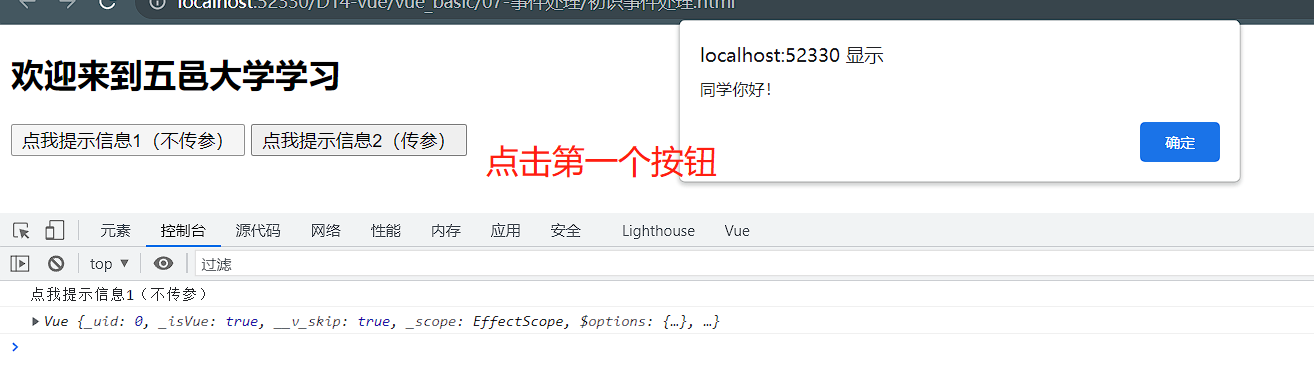 localhost:52330/D14-vue/vue_basic/07-事件处理/初识事件处理.html
localhost:52330 显示
同学你好！
确定
欢迎来到五邑大学学习
点我提示信息1（不传参） 点我提示信息2（传参）
点击第一个按钮
元素 控制台 源代码 网络 性能 内存 应用 安全 Lighthouse Vue
top ▼ 过滤
点我提示信息1（不传参）
▶ Vue {_uid: 0, _isVue: true, __v_skip: true, _scope: EffectScope, $options: {…}, …}